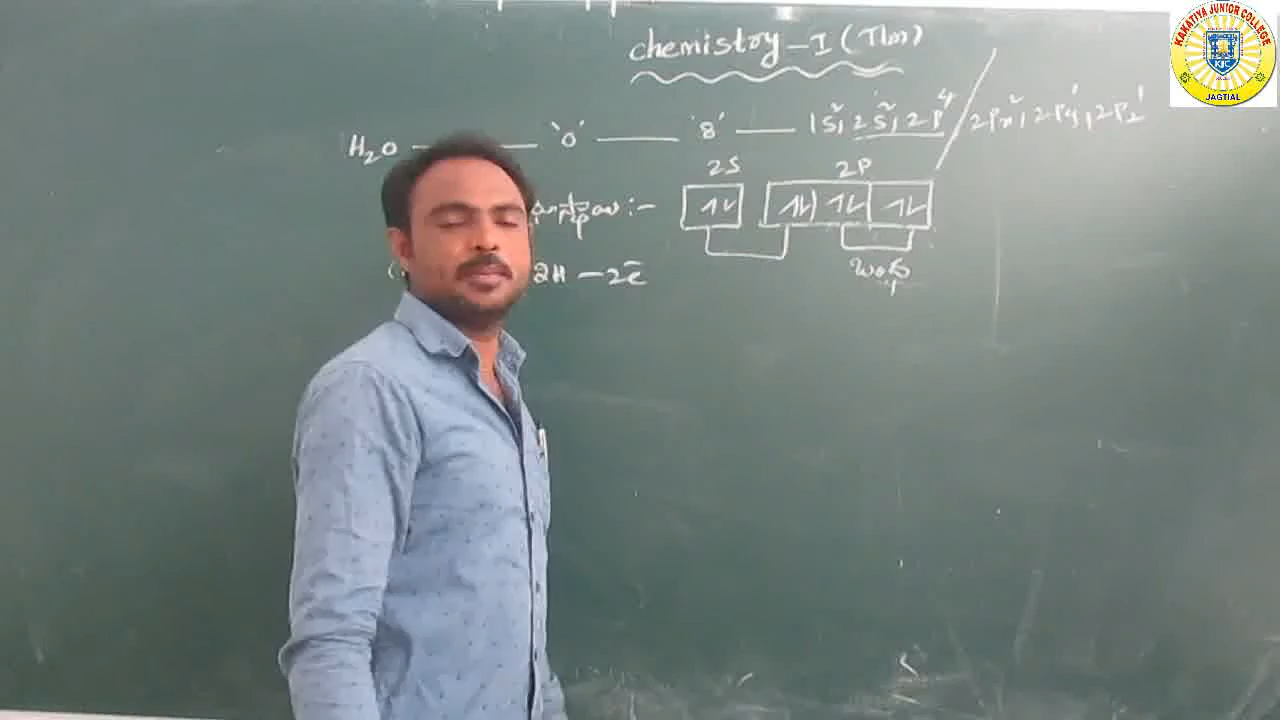 chemistry - I (TM)
H₂O — 'O' — '8' — 1S², 2S², 2P⁴ / 2Px², 2Py¹, 2Pz¹
2S 2P
:-
2H - 2e⁻
KAKATIYA JUNIOR COLLEGE
KJC
JAGTIAL